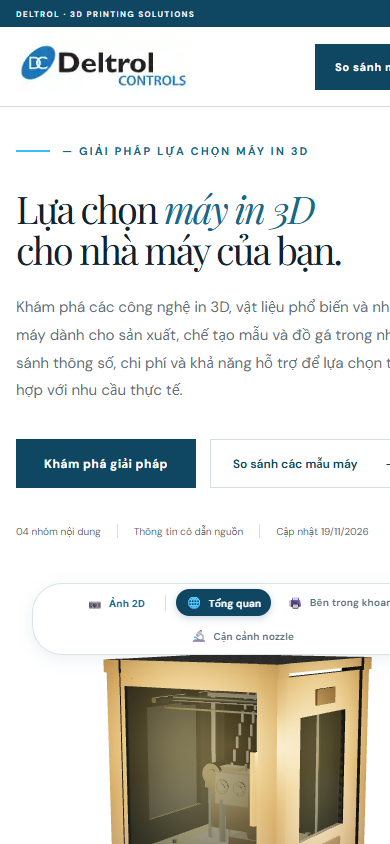 DELTROL · 3D PRINTING SOLUTIONS
DC Deltrol
CONTROLS
So sánh
— GIẢI PHÁP LỰA CHỌN MÁY IN 3D
Lựa chọn máy in 3D
cho nhà máy của bạn.
Khám phá các công nghệ in 3D, vật liệu phổ biến và
máy dành cho sản xuất, chế tạo mẫu và đồ gá trong
sánh thông số, chi phí và khả năng hỗ trợ để lựa chọn
hợp với nhu cầu thực tế.
Khám phá giải pháp
So sánh các mẫu máy
04 nhóm nội dung
Thông tin có dẫn nguồn
Cập nhật 19/11/2026
Ảnh 2D
Tổng quan
Bên trong
Cận cảnh nozzle